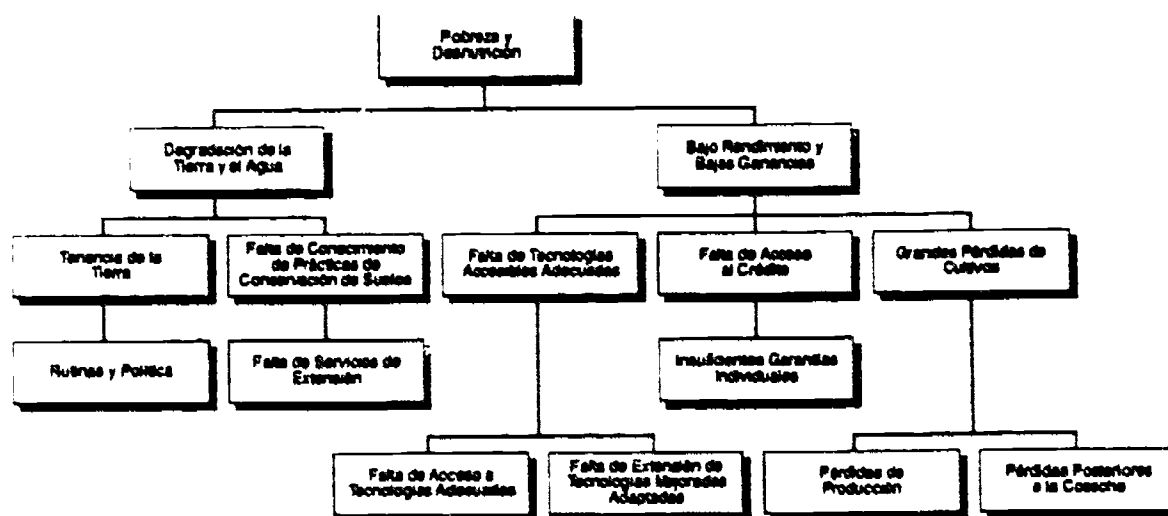 Pobreza y
Desnutrición
Degradación de la
Tierra y el Agua
Bajo Rendimiento y
Bajas Ganancias
Tenencia de la
Tierra
Falta de Conocimiento
de Prácticas de
Conservación de Suelos
Falta de Tecnologías
Accesibles Adecuadas
Falta de Acceso
al Crédito
Grandes Pérdidas de
Cultivos
Rutinas y Política
Falta de Servicios de
Extensión
Insuficientes Garantías
Individuales
Falta de Acceso a
Tecnologías Adecuadas
Falta de Extensión de
Tecnologías Mejoradas
Adaptadas
Pérdidas de
Producción
Pérdidas Posteriores
a la Cosecha